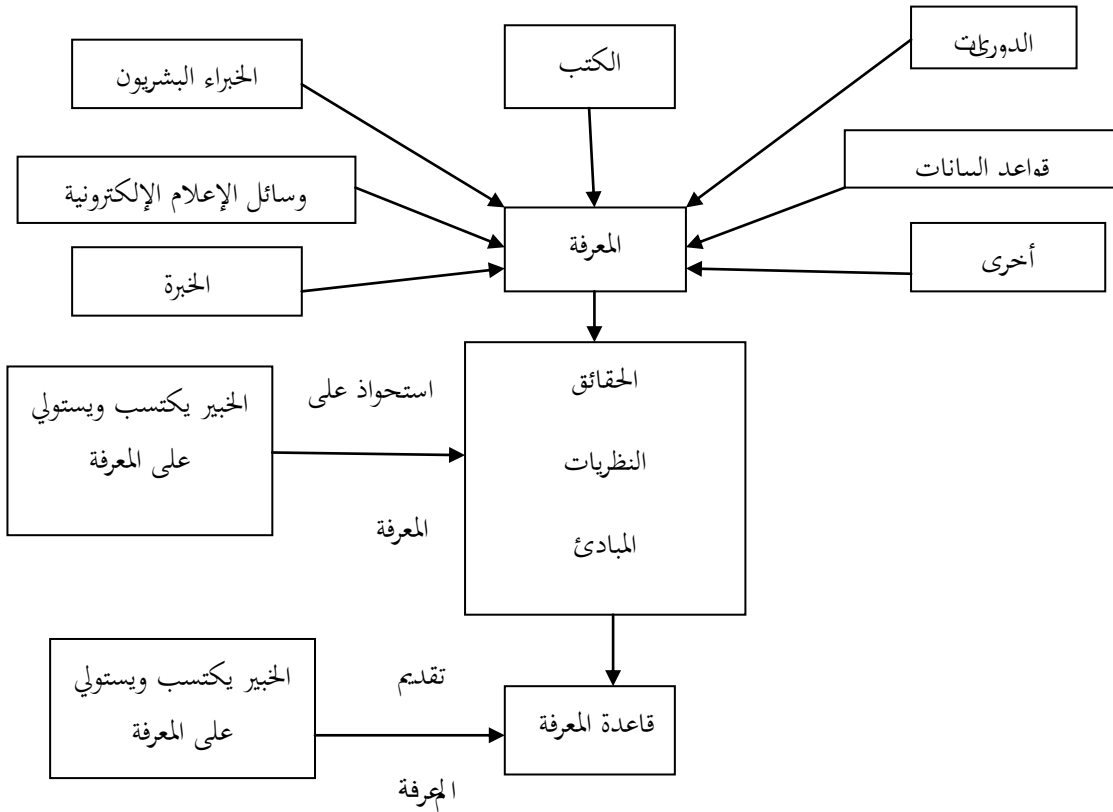 الدوريات
الكتب
الخبراء البشريون
قواعد البيانات
وسائل الإعلام الإلكترونية
المعرفة
أخرى
الخبرة
الحقائق
النظريات
المبادئ
استحواذ على
المعرفة
الخبير يكتسب ويستولي
على المعرفة
تقديم
المعرفة
الخبير يكتسب ويستولي
على المعرفة
قاعدة المعرفة